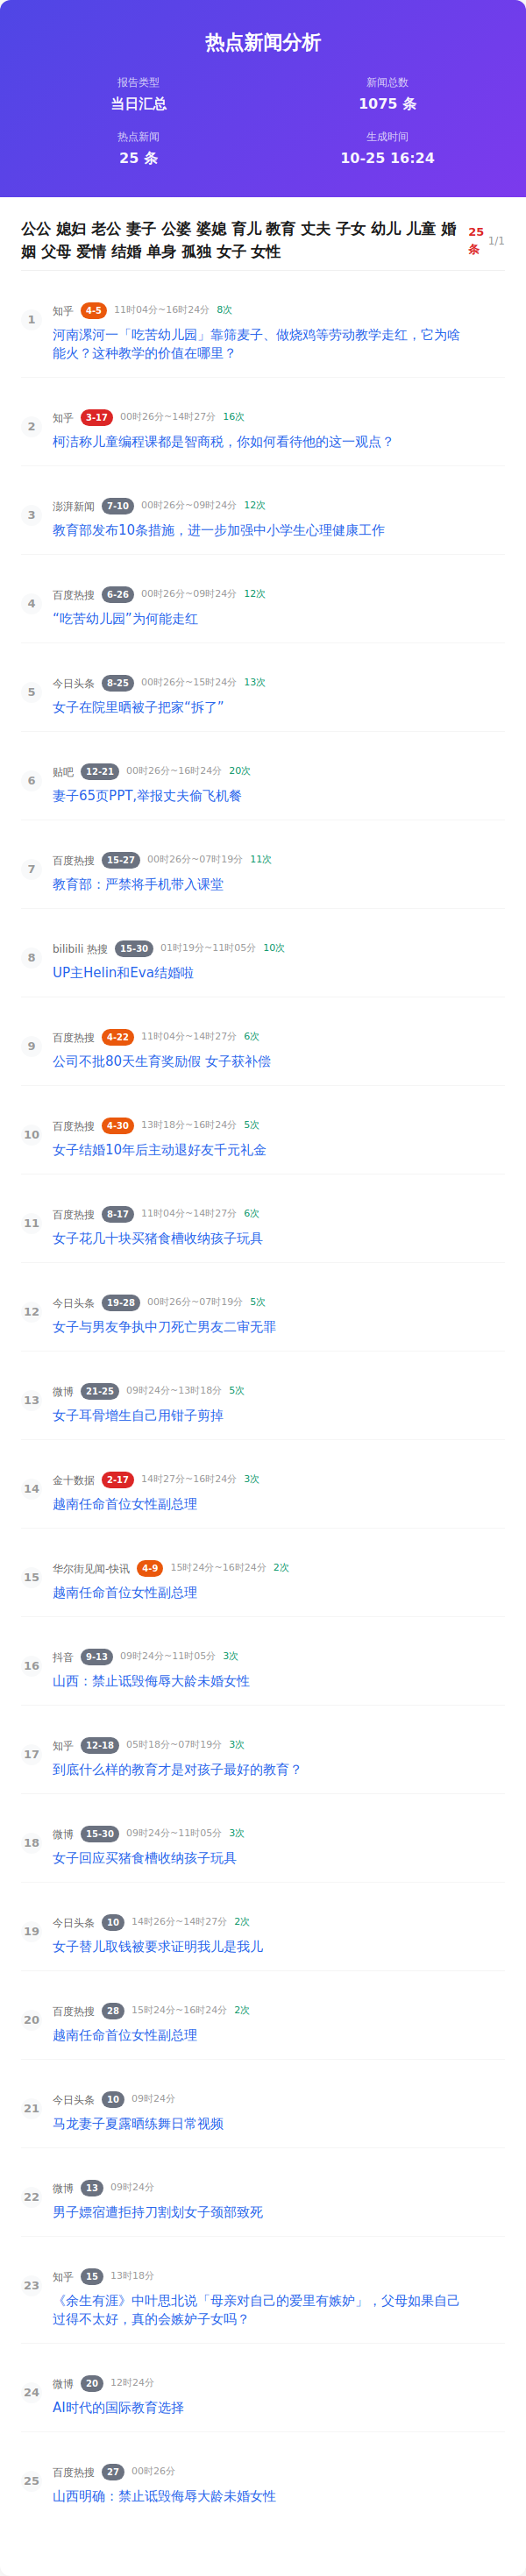 热点新闻分析
报告类型
新闻总数
当日汇总
1075 条
热点新闻
生成时间
25 条
10-25 16:24
公公 媳妇 老公 妻子 公婆 婆媳 育儿 教育 丈夫 子女 幼儿 儿童 婚
姻 父母 爱情 结婚 单身 孤独 女子 女性
25
条
1/1
1
知乎 4-5 11时04分~16时24分 8次
河南漯河一「吃苦幼儿园」靠筛麦子、做烧鸡等劳动教学走红，它为啥
能火？这种教学的价值在哪里？
2
知乎 3-17 00时26分~14时27分 16次
柯洁称儿童编程课都是智商税，你如何看待他的这一观点？
3
澎湃新闻 7-10 00时26分~09时24分 12次
教育部发布10条措施，进一步加强中小学生心理健康工作
4
百度热搜 6-26 00时26分~09时24分 12次
“吃苦幼儿园”为何能走红
5
今日头条 8-25 00时26分~15时24分 13次
女子在院里晒被子把家“拆了”
6
贴吧 12-21 00时26分~16时24分 20次
妻子65页PPT,举报丈夫偷飞机餐
7
百度热搜 15-27 00时26分~07时19分 11次
教育部：严禁将手机带入课堂
8
bilibili 热搜 15-30 01时19分~11时05分 10次
UP主Helin和Eva结婚啦
9
百度热搜 4-22 11时04分~14时27分 6次
公司不批80天生育奖励假 女子获补偿
10
百度热搜 4-30 13时18分~16时24分 5次
女子结婚10年后主动退好友千元礼金
11
百度热搜 8-17 11时04分~14时27分 6次
女子花几十块买猪食槽收纳孩子玩具
12
今日头条 19-28 00时26分~07时19分 5次
女子与男友争执中刀死亡男友二审无罪
13
微博 21-25 09时24分~13时18分 5次
女子耳骨增生自己用钳子剪掉
14
金十数据 2-17 14时27分~16时24分 3次
越南任命首位女性副总理
15
华尔街见闻-快讯 4-9 15时24分~16时24分 2次
越南任命首位女性副总理
16
抖音 9-13 09时24分~11时05分 3次
山西：禁止诋毁侮辱大龄未婚女性
17
知乎 12-18 05时18分~07时19分 3次
到底什么样的教育才是对孩子最好的教育？
18
微博 15-30 09时24分~11时05分 3次
女子回应买猪食槽收纳孩子玩具
19
今日头条 10 14时26分~14时27分 2次
女子替儿取钱被要求证明我儿是我儿
20
百度热搜 28 15时24分~16时24分 2次
越南任命首位女性副总理
21
今日头条 10 09时24分
马龙妻子夏露晒练舞日常视频
22
微博 13 09时24分
男子嫖宿遭拒持刀割划女子颈部致死
23
知乎 15 13时18分
《余生有涯》中叶思北说「母亲对自己的爱里有嫉妒」，父母如果自己
过得不太好，真的会嫉妒子女吗？
24
微博 20 12时24分
AI时代的国际教育选择
25
百度热搜 27 00时26分
山西明确：禁止诋毁侮辱大龄未婚女性